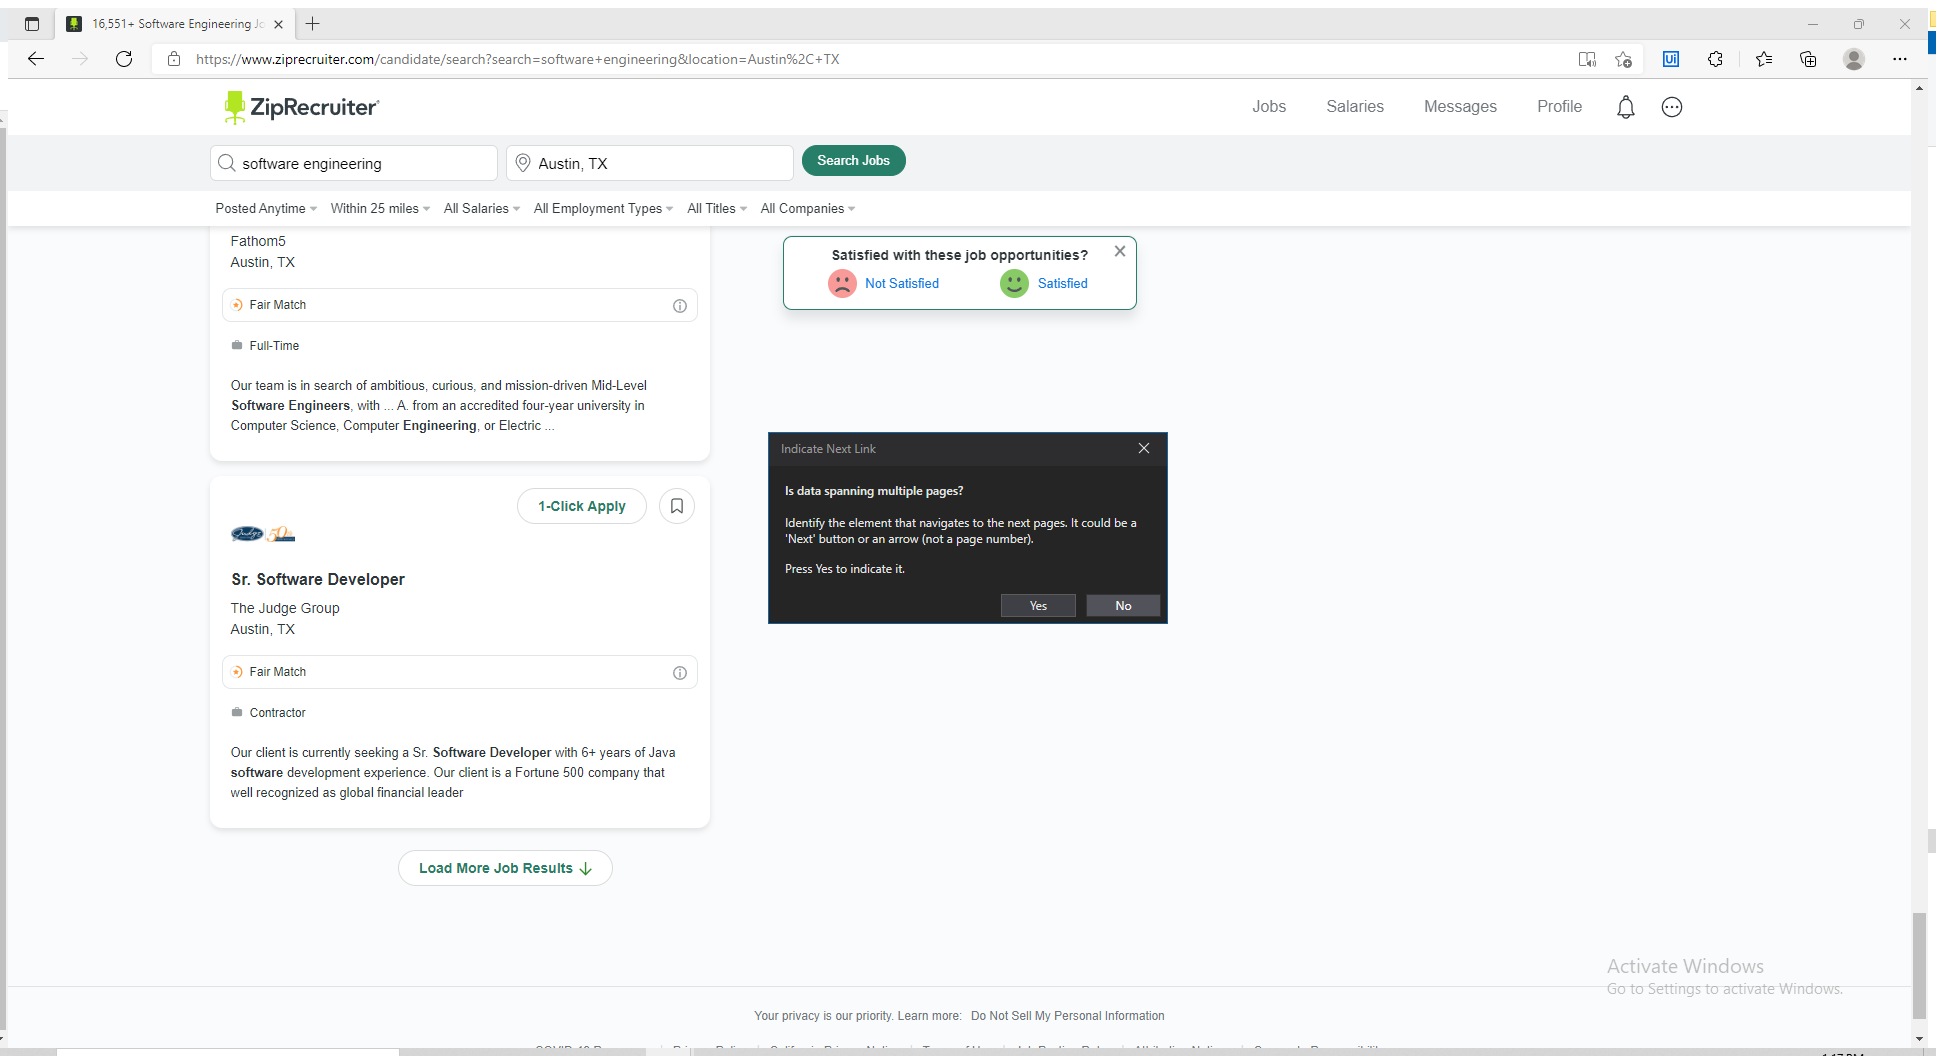 16,551+ Software Engineering Jo
https://www.ziprecruiter.com/candidate/search?search=software+engineering&location=Austin%2C+TX
Ui
ZipRecruiter
Jobs
Salaries
Messages
Profile
software engineering
Austin, TX
Search Jobs
Posted Anytime
Within 25 miles
All Salaries
All Employment Types
All Titles
All Companies
Fathom5
Austin, TX
Fair Match
Full-Time
Our team is in search of ambitious, curious, and mission-driven Mid-Level
Software Engineers, with ... A. from an accredited four-year university in
Computer Science, Computer Engineering, or Electric ...
Satisfied with these job opportunities?
Not Satisfied
Satisfied
Indicate Next Link
Is data spanning multiple pages?
Identify the element that navigates to the next pages. It could be a
'Next' button or an arrow (not a page number).
Press Yes to indicate it.
Yes
No
1-Click Apply
Judge 50
Sr. Software Developer
The Judge Group
Austin, TX
Fair Match
Contractor
Our client is currently seeking a Sr. Software Developer with 6+ years of Java
software development experience. Our client is a Fortune 500 company that
well recognized as global financial leader
Load More Job Results
Activate Windows
Go to Settings to activate Windows.
Your privacy is our priority. Learn more: Do Not Sell My Personal Information